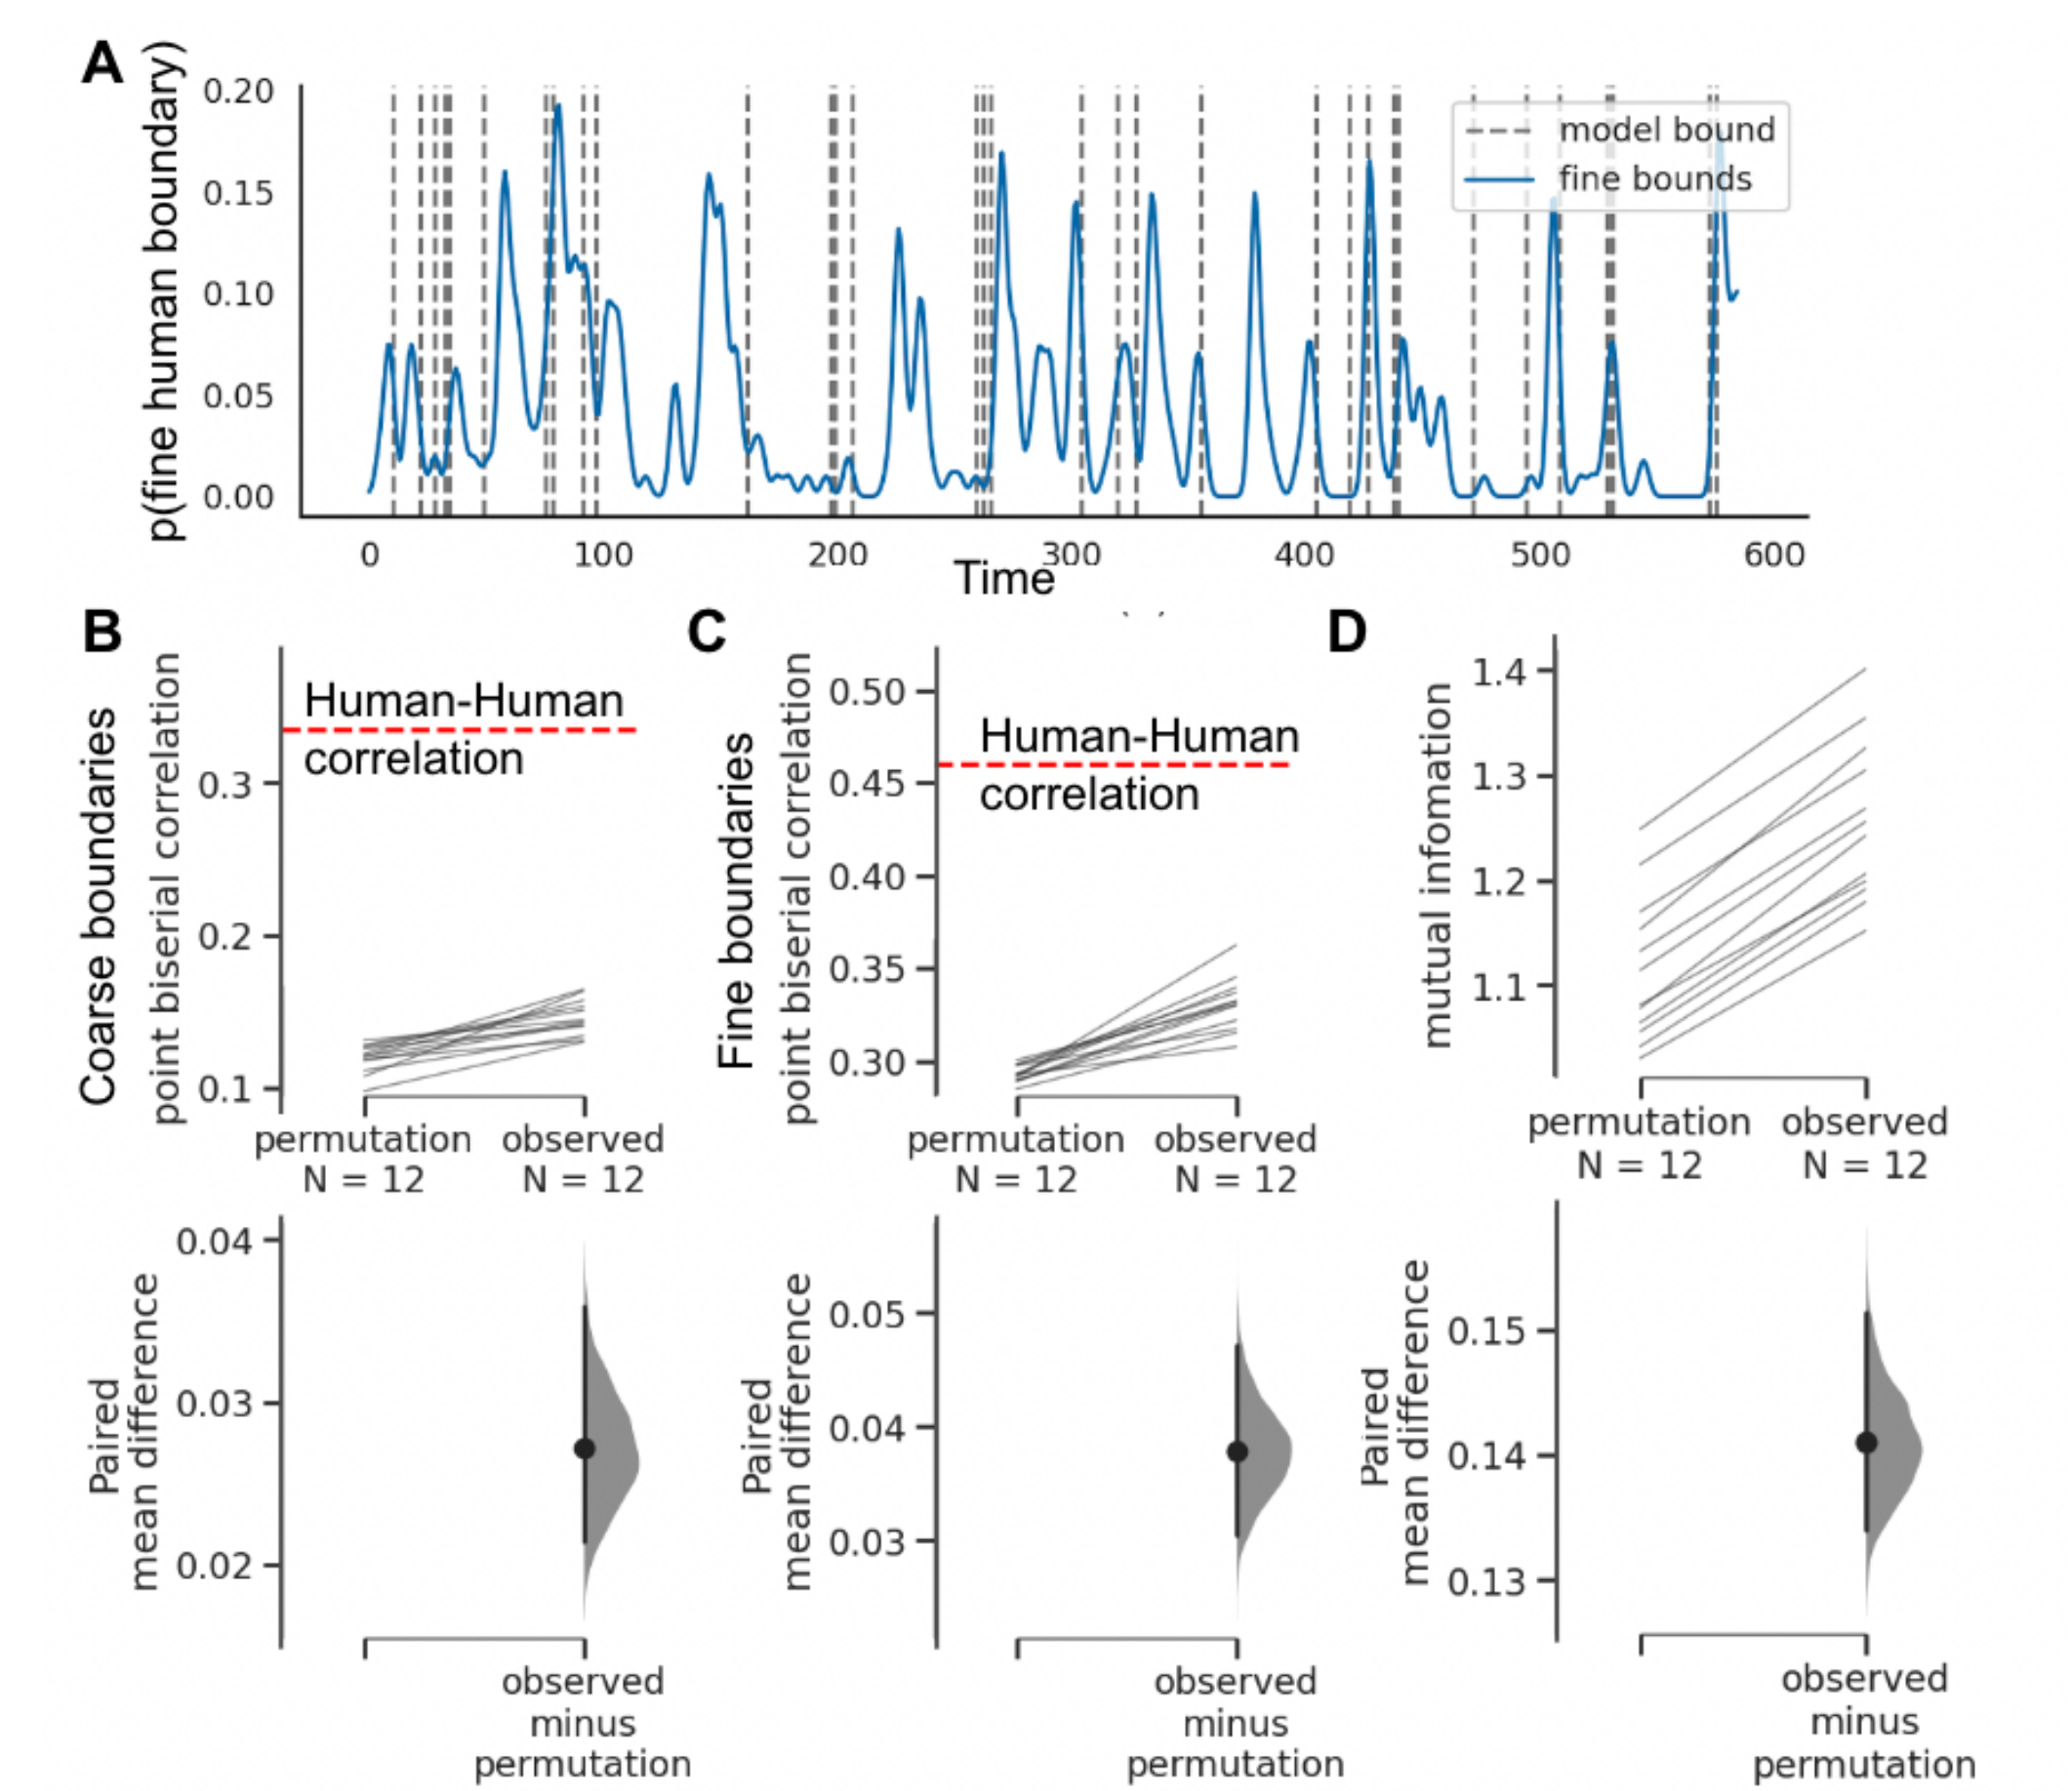 A
p(fine human boundary)
0.20
0.15
0.10
0.05
0.00
model bound
fine bounds
0 100 200 300 400 500 600
Time
B
Coarse boundaries
point biserial correlation
0.3
0.2
0.1
Human-Human
correlation
permutation observed
N = 12 N = 12
C
Fine boundaries
point biserial correlation
0.50
0.45
0.40
0.35
0.30
Human-Human
correlation
permutation observed
N = 12 N = 12
D
mutual infomation
1.4
1.3
1.2
1.1
permutation observed
N = 12 N = 12
Paired
mean difference
0.04
0.03
0.02
observed
minus
permutation
Paired
mean difference
0.05
0.04
0.03
observed
minus
permutation
Paired
mean difference
0.15
0.14
0.13
observed
minus
permutation